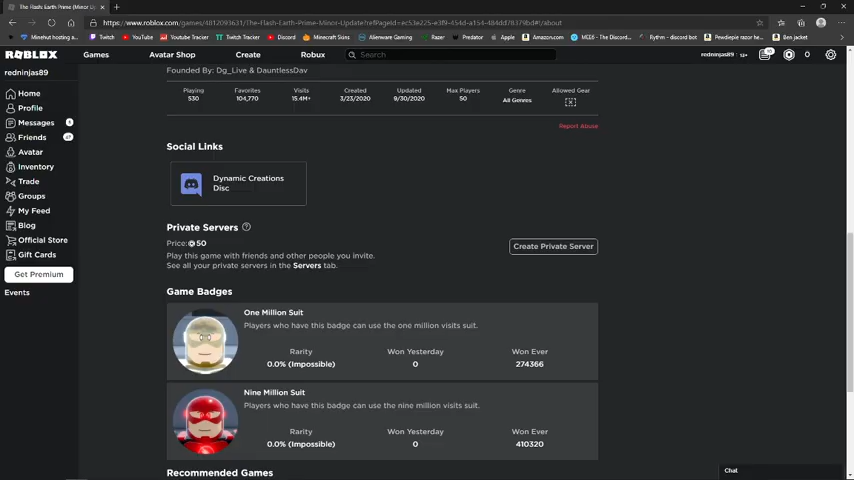 The Flash: Earth Prime (Minor Up
https://www.roblox.com/games/4812093631/The-Flash-Earth-Prime-Minor-Update?refPageId=
Minehut hosting a...
Twitch
YouTube
Youtube Tracker
Twitch Tracker
Discord
Minecraft Skins
Alienware Gaming
Razer
Predator
Apple
Amazon.com
MEE6 - The Discord...
Rythm - discord bot
Pewdiepie razor he...
Ben jacket
ROBLOX
Games
Avatar Shop
Create
Robux
Search
redninjas89
12+
0
redninjas89
Home
Profile
Messages
Friends
Avatar
Inventory
Trade
Groups
My Feed
Blog
Official Store
Gift Cards
Get Premium
Events
Founded By: Dg_Live & DauntlessDav
Playing
530
Favorites
104,770
Visits
15.4M+
Created
3/23/2020
Updated
9/30/2020
Max Players
50
Genre
All Genres
Allowed Gear
Report Abuse
Social Links
Dynamic Creations
Disc
Private Servers
Price: 50
Create Private Server
Play this game with friends and other people you invite.
See all your private servers in the Servers tab.
Game Badges
One Million Suit
Players who have this badge can use the one million visits suit.
Rarity
0.0% (Impossible)
Won Yesterday
0
Won Ever
274366
Nine Million Suit
Players who have this badge can use the nine million visits suit.
Rarity
0.0% (Impossible)
Won Yesterday
0
Won Ever
410320
Recommended Games
Chat